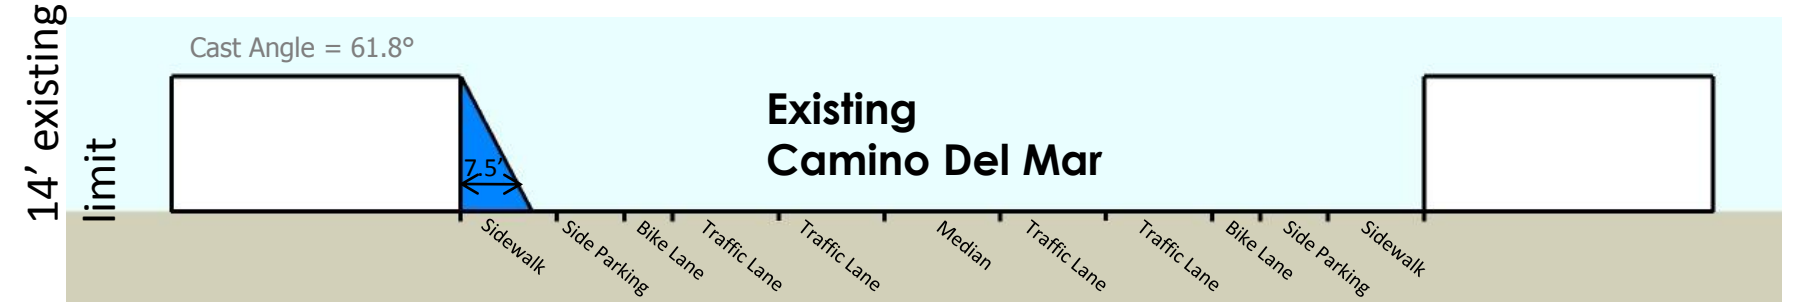 14’ existing
limit
Cast Angle = 61.8°
Existing
Camino Del Mar
7.5’
Sidewalk
Side Parking
Bike Lane
Traffic Lane
Traffic Lane
Median
Traffic Lane
Traffic Lane
Bike Lane
Side Parking
Sidewalk